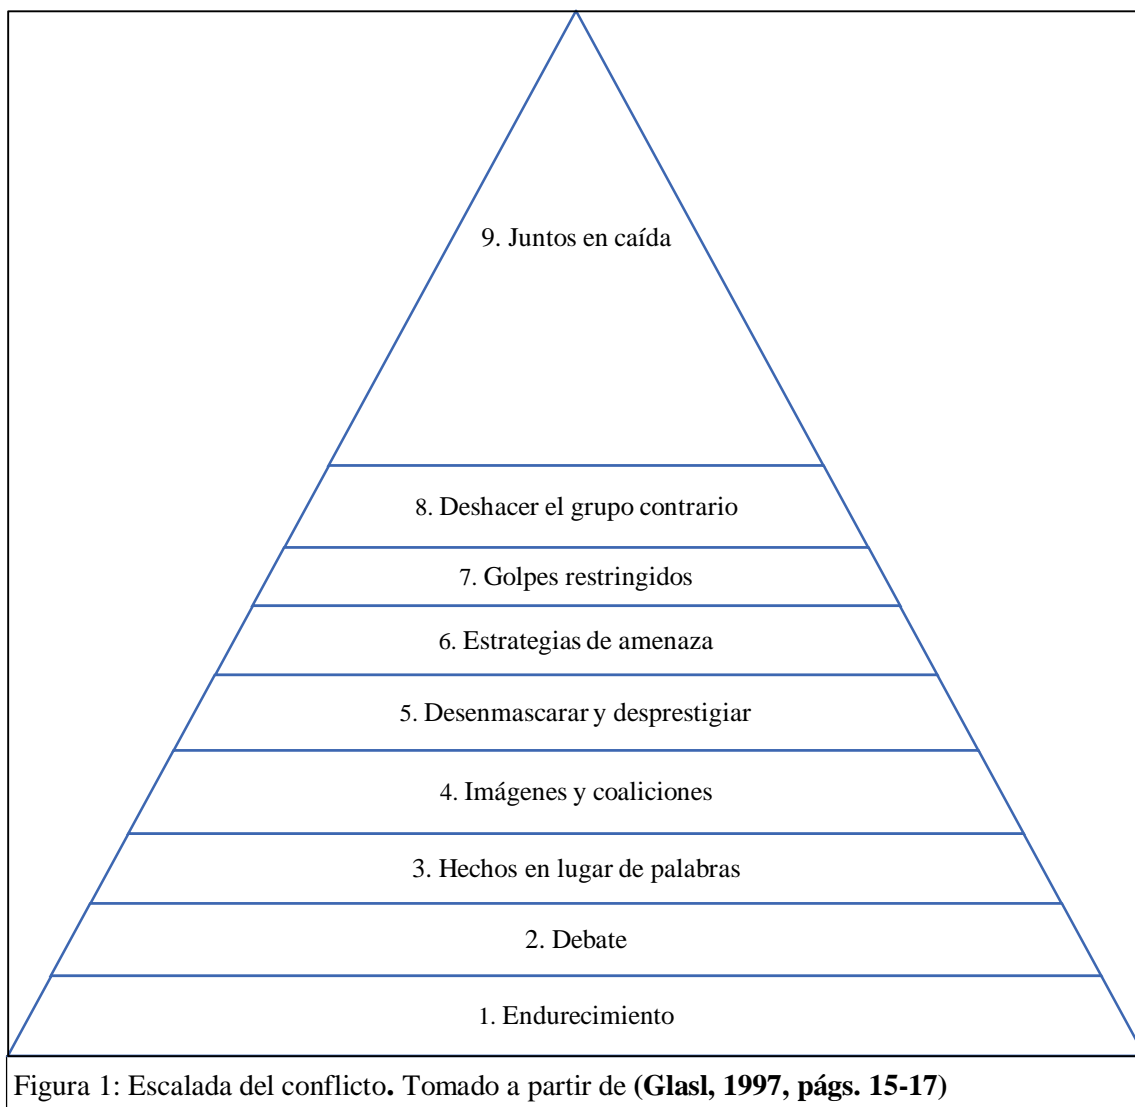 9. Juntos en caída
8. Deshacer el grupo contrario
7. Golpes restringidos
6. Estrategias de amenaza
5. Desenmascarar y desprestigiar
4. Imágenes y coaliciones
3. Hechos en lugar de palabras
2. Debate
1. Endurecimiento
Figura 1: Escalada del conflicto. Tomado a partir de (Glasl, 1997, págs. 15-17)